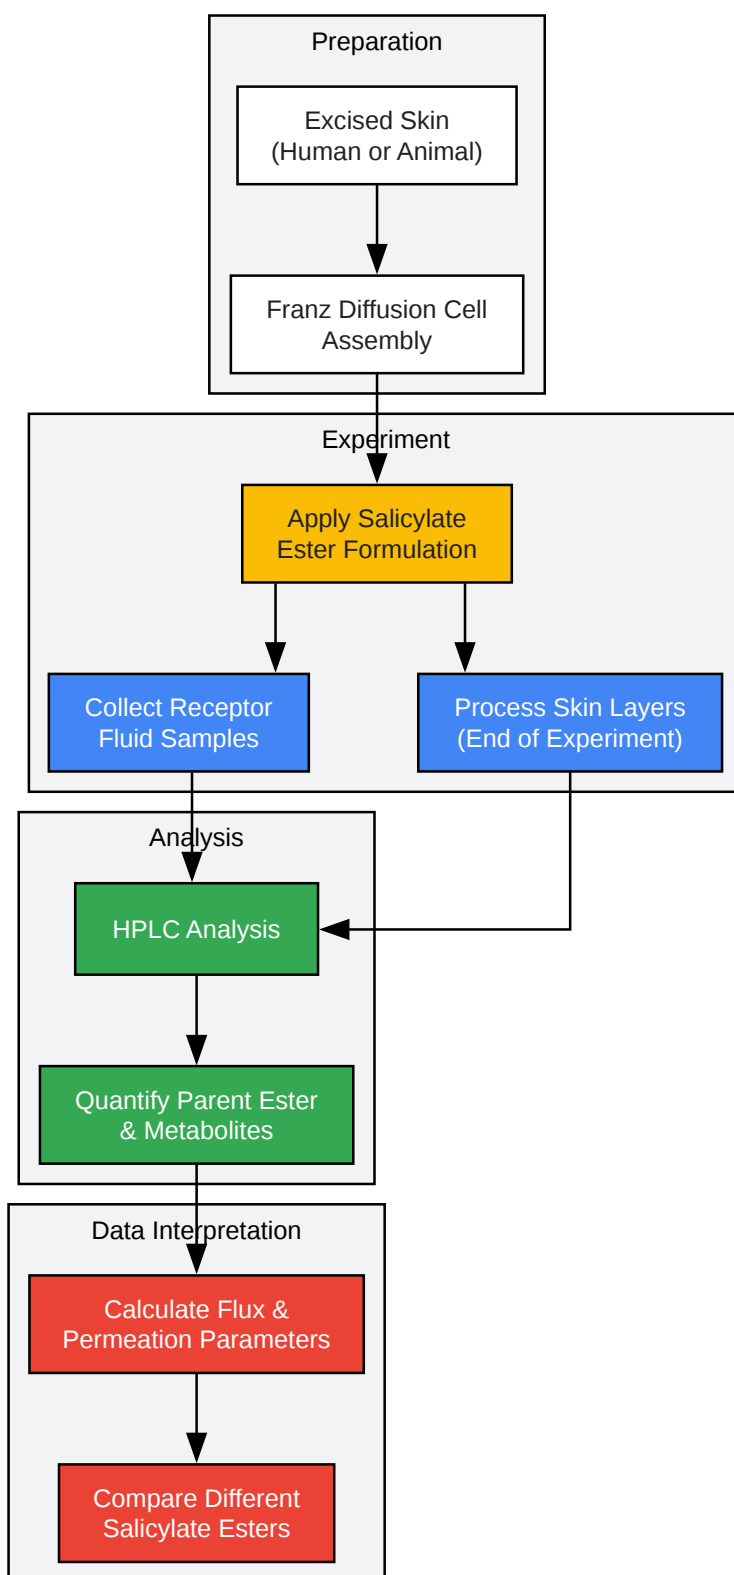 Preparation
Excised Skin
(Human or Animal)
Franz Diffusion Cell
Assembly
Experiment
Apply Salicylate
Ester Formulation
Collect Receptor
Fluid Samples
Process Skin Layers
(End of Experiment)
Analysis
HPLC Analysis
Quantify Parent Ester
& Metabolites
Data Interpretation
Calculate Flux &
Permeation Parameters
Compare Different
Salicylate Esters